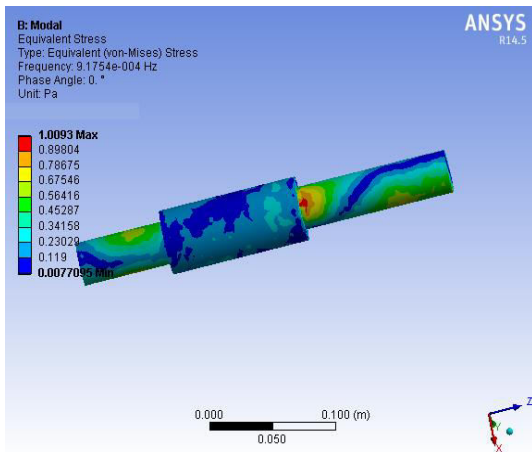 B: Modal
Equivalent Stress
Type: Equivalent (von-Mises) Stress
Frequency: 9.1754e-004 Hz
Phase Angle: 0. °
Unit: Pa
ANSYS
R14.5
1.0093 Max
0.89804
0.78675
0.67546
0.56416
0.45287
0.34158
0.23029
0.119
0.0077095 Min
0.000
0.100 (m)
0.050
Z
Y
X